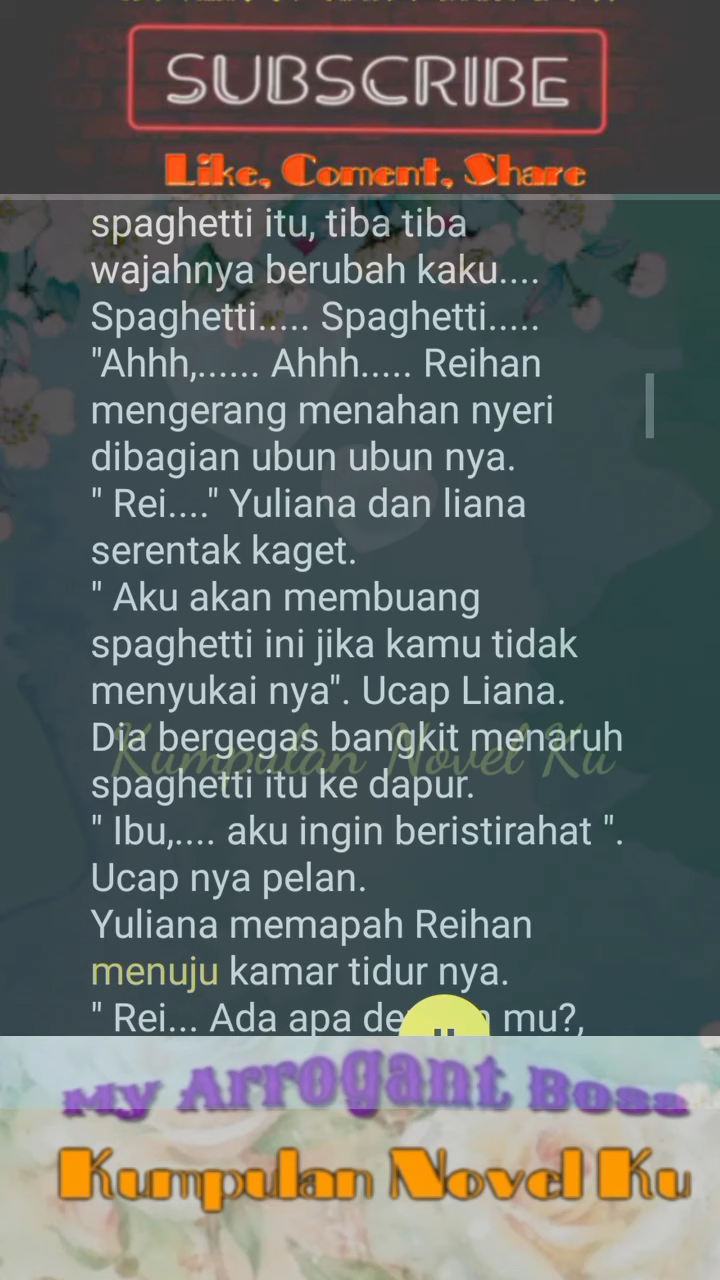 SUBSCRIBE
Like, Coment, Share
spaghetti itu, tiba tiba
wajahnya berubah kaku....
Spaghetti..... Spaghetti.....
"Ahhh,...... Ahhh..... Reihan
mengerang menahan nyeri
dibagian ubun ubun nya.
" Rei...." Yuliana dan liana
serentak kaget.
" Aku akan membuang
spaghetti ini jika kamu tidak
menyukai nya". Ucap Liana.
Dia bergegas bangkit menaruh
Kumpulan Novel Ku
spaghetti itu ke dapur.
" Ibu,.... aku ingin beristirahat ".
Ucap nya pelan.
Yuliana memapah Reihan
menuju kamar tidur nya.
" Rei... Ada apa mu?,
My Arrogant Boss
Kumpulan Novel Ku